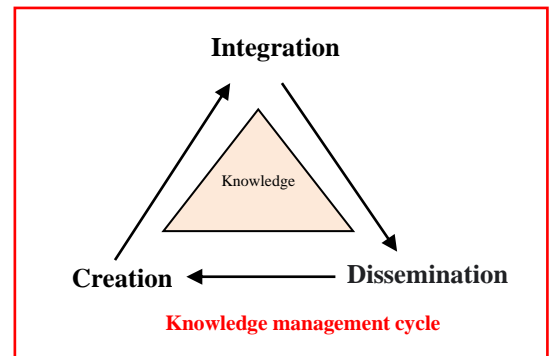 Integration
Knowledge
Creation
Dissemination
Knowledge management cycle